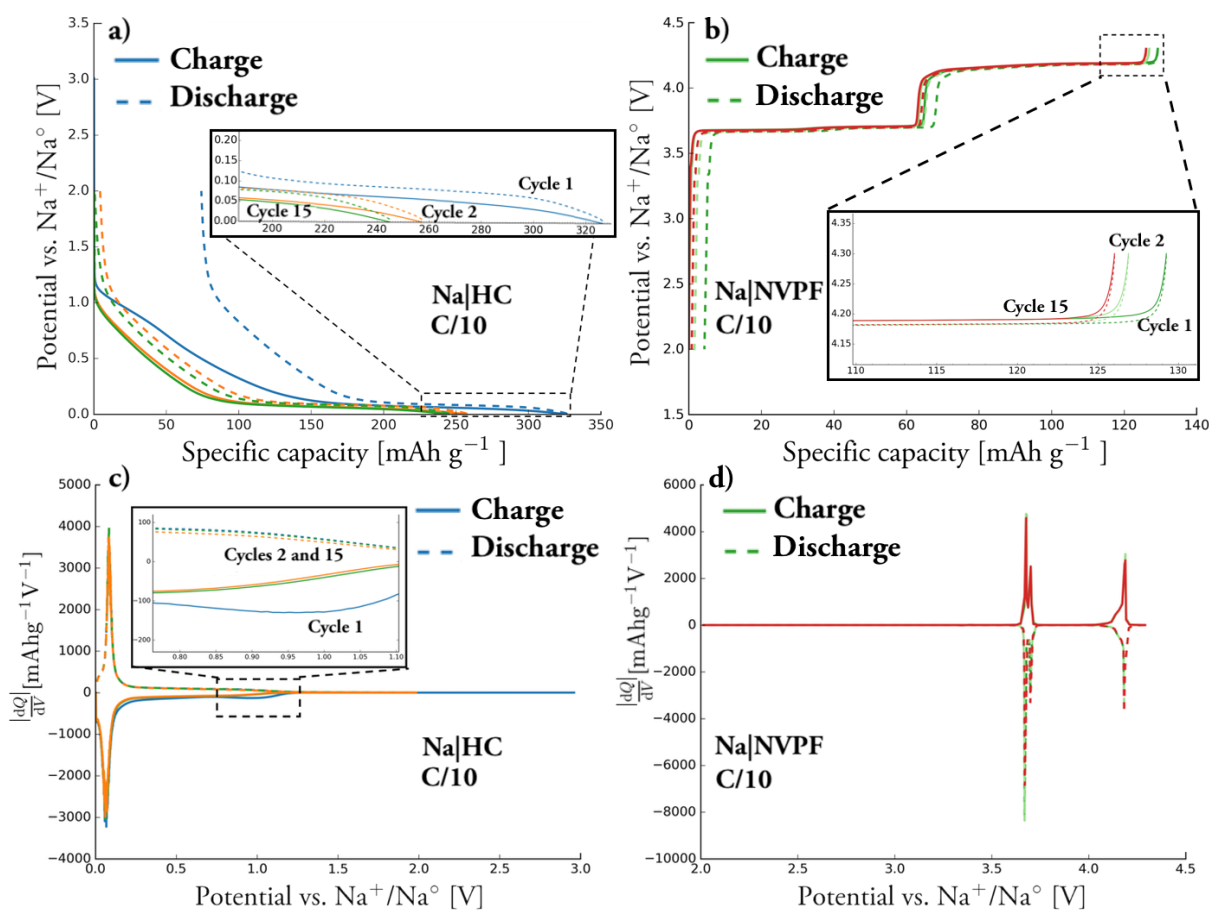 a)
Charge
Discharge
Potential vs. Na⁺/Na° [V]
3.5
3.0
2.5
2.0
1.5
1.0
0.5
0.0
0.20
0.15
0.10
0.05
0.00
Cycle 1
Cycle 15
Cycle 2
200 220 240 260 280 300 320
Na|HC
C/10
0 50 100 150 200 250 300 350
Specific capacity [mAh g⁻¹ ]
b)
Charge
Discharge
Potential vs. Na⁺/Na° [V]
4.5
4.0
3.5
3.0
2.5
2.0
1.5
Na|NVPF
C/10
4.35
4.30
4.25
4.20
4.15
Cycle 2
Cycle 15
Cycle 1
110 115 120 125 130
0 20 40 60 80 100 120 140
Specific capacity [mAh g⁻¹ ]
c)
Charge
Discharge
|dQ/dV| [mAhg⁻¹V⁻¹]
5000
4000
3000
2000
1000
0
−1000
−2000
−3000
−4000
100
0
−100
−200
Cycles 2 and 15
Cycle 1
0.80 0.85 0.90 0.95 1.00 1.05 1.10
Na|HC
C/10
0.0 0.5 1.0 1.5 2.0 2.5 3.0
Potential vs. Na⁺/Na° [V]
d)
Charge
Discharge
|dQ/dV| [mAhg⁻¹V⁻¹]
6000
4000
2000
0
−2000
−4000
−6000
−8000
−10000
Na|NVPF
C/10
2.0 2.5 3.0 3.5 4.0 4.5
Potential vs. Na⁺/Na° [V]